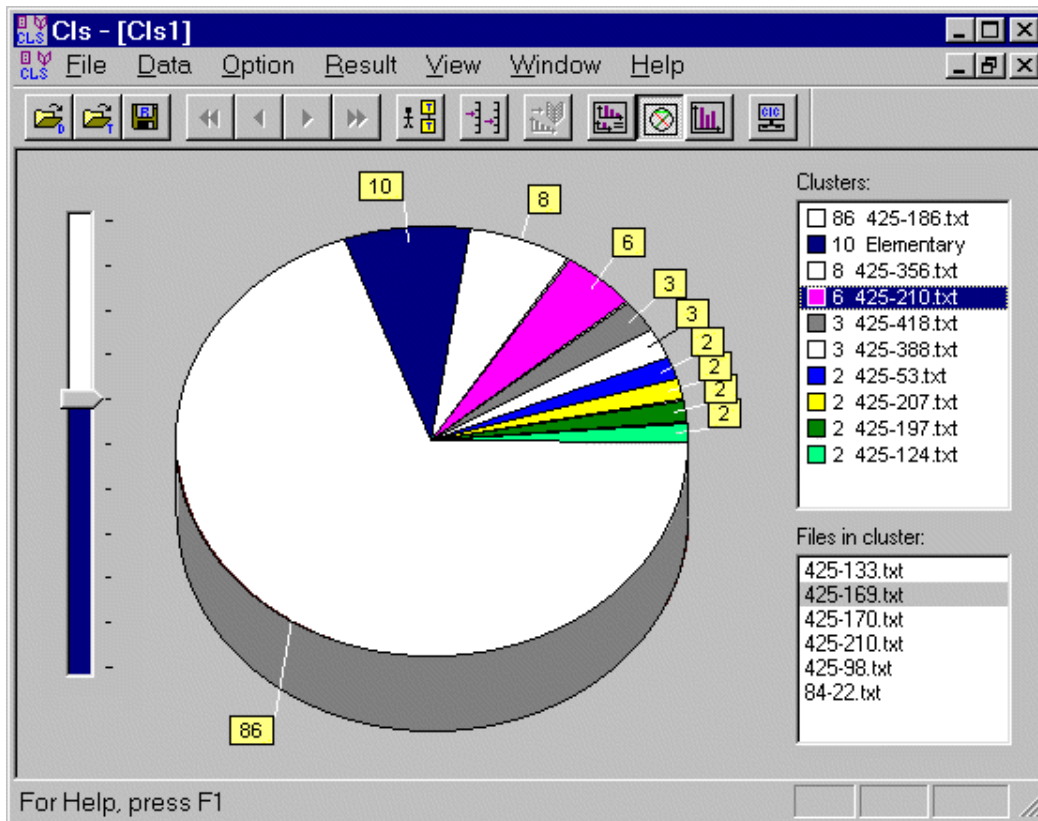 Cls - [Cls1]
CLS File Data Option Result View Window Help
D T R T T CIC
10
8
6
3
3
2
2
2
2
86
Clusters:
86 425-186.txt
10 Elementary
8 425-356.txt
6 425-210.txt
3 425-418.txt
3 425-388.txt
2 425-53.txt
2 425-207.txt
2 425-197.txt
2 425-124.txt
Files in cluster:
425-133.txt
425-169.txt
425-170.txt
425-210.txt
425-98.txt
84-22.txt
For Help, press F1